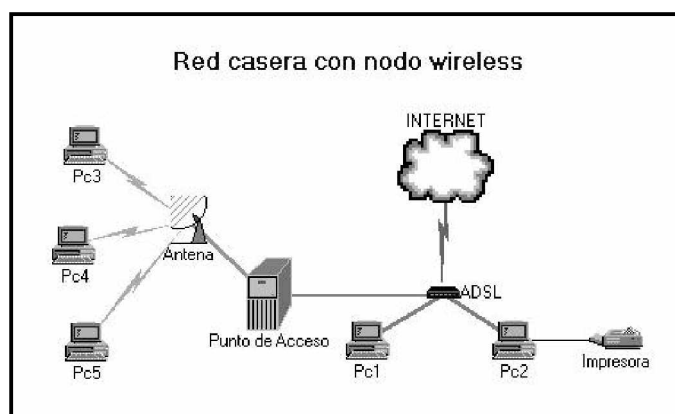 Red casera con nodo wireless
INTERNET
Pc3
Antena
Pc4
ADSL
Punto de Acceso
Pc5
Pc1
Pc2
Impresora